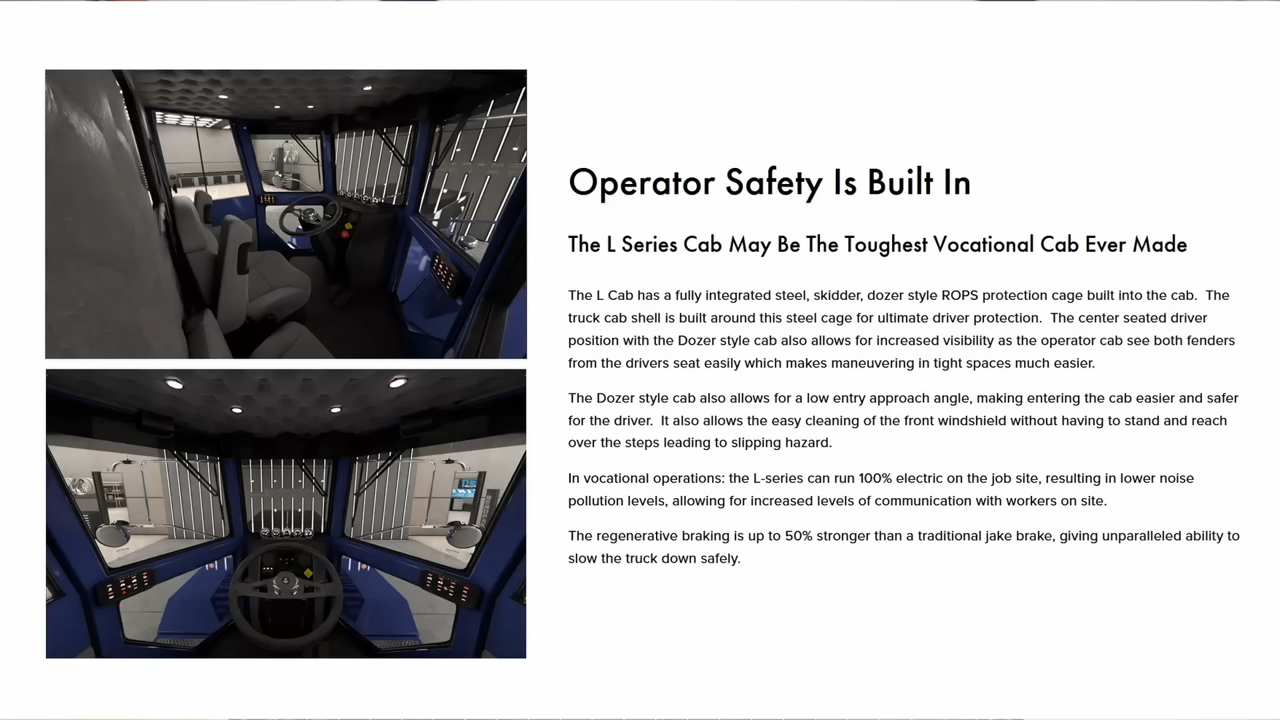 Operator Safety Is Built In
The L Series Cab May Be The Toughest Vocational Cab Ever Made
The L Cab has a fully integrated steel, skidder, dozer style ROPS protection cage built into the cab.  The
truck cab shell is built around this steel cage for ultimate driver protection.  The center seated driver
position with the Dozer style cab also allows for increased visibility as the operator cab see both fenders
from the drivers seat easily which makes maneuvering in tight spaces much easier.
The Dozer style cab also allows for a low entry approach angle, making entering the cab easier and safer
for the driver.  It also allows the easy cleaning of the front windshield without having to stand and reach
over the steps leading to slipping hazard.
In vocational operations: the L-series can run 100% electric on the job site, resulting in lower noise
pollution levels, allowing for increased levels of communication with workers on site.
The regenerative braking is up to 50% stronger than a traditional jake brake, giving unparalleled ability to
slow the truck down safely.